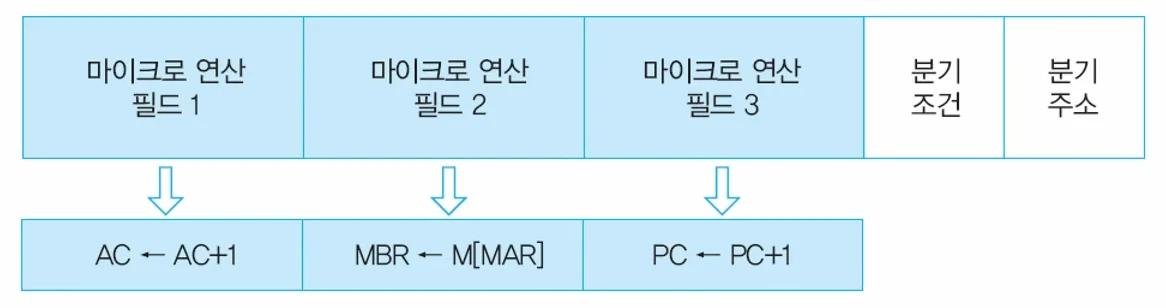 마이크로 연산
필드 1
마이크로 연산
필드 2
마이크로 연산
필드 3
분기
조건
분기
주소
AC ← AC+1
MBR ← M[MAR]
PC ← PC+1